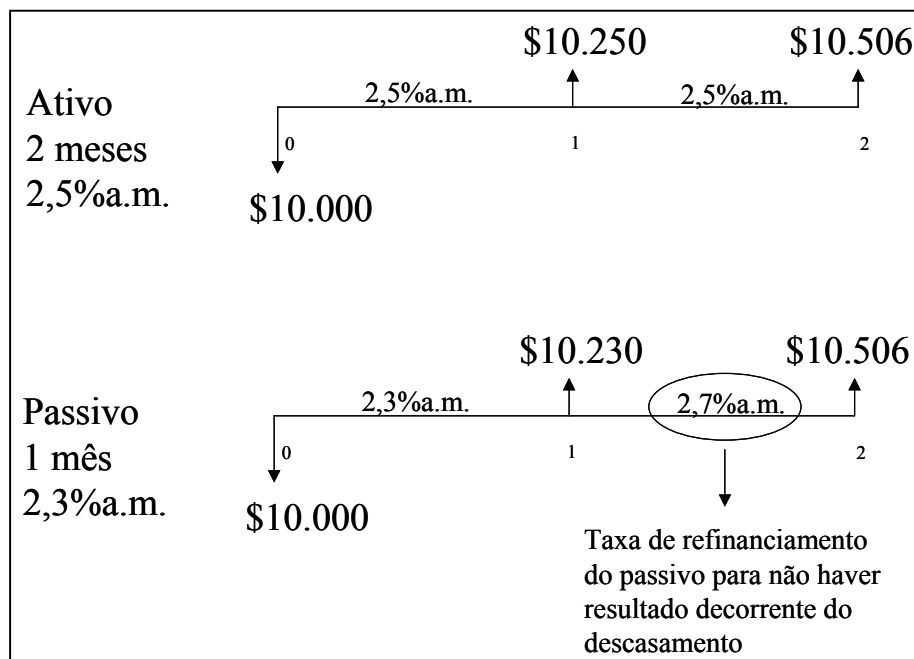 $10.250
$10.506
2,5%a.m.
2,5%a.m.
Ativo
2 meses
2,5%a.m.
0
1
2
$10.000
$10.230
$10.506
2,3%a.m.
2,7%a.m.
Passivo
1 mês
2,3%a.m.
0
1
2
$10.000
Taxa de refinanciamento
do passivo para não haver
resultado decorrente do
descasamento